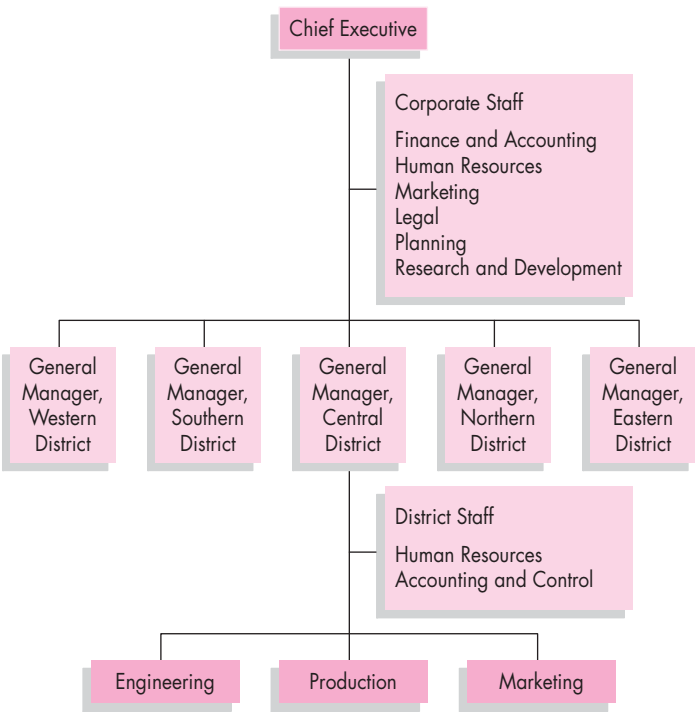 Chief Executive
Corporate Staff
Finance and Accounting
Human Resources
Marketing
Legal
Planning
Research and Development
General
Manager,
Western
District
General
Manager,
Southern
District
General
Manager,
Central
District
General
Manager,
Northern
District
General
Manager,
Eastern
District
District Staff
Human Resources
Accounting and Control
Engineering
Production
Marketing